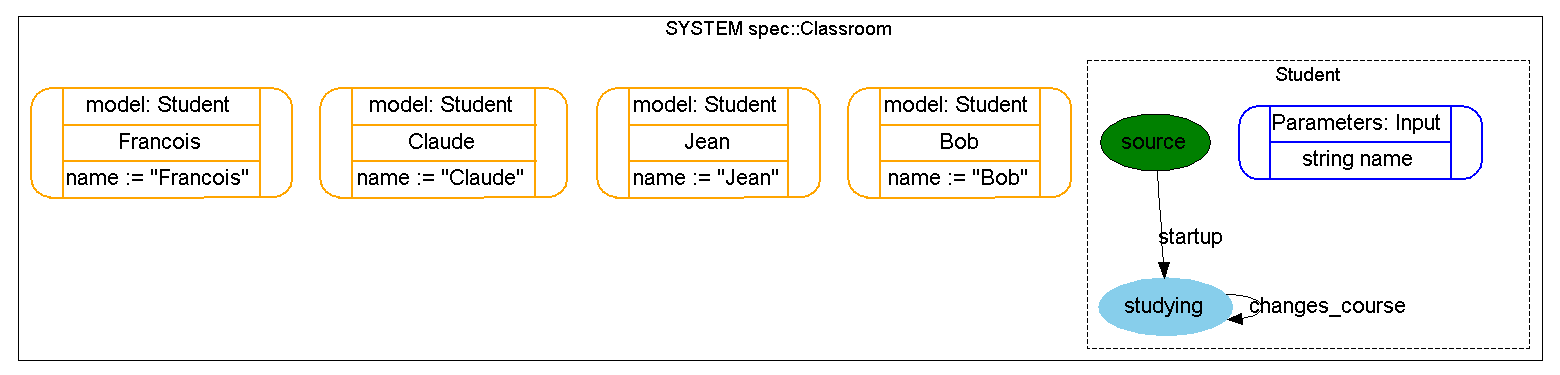 SYSTEM spec::Classroom
model: Student
Francois
name := "Francois"
model: Student
Claude
name := "Claude"
model: Student
Jean
name := "Jean"
model: Student
Bob
name := "Bob"
Student
source
Parameters: Input
string name
startup
studying
changes_course